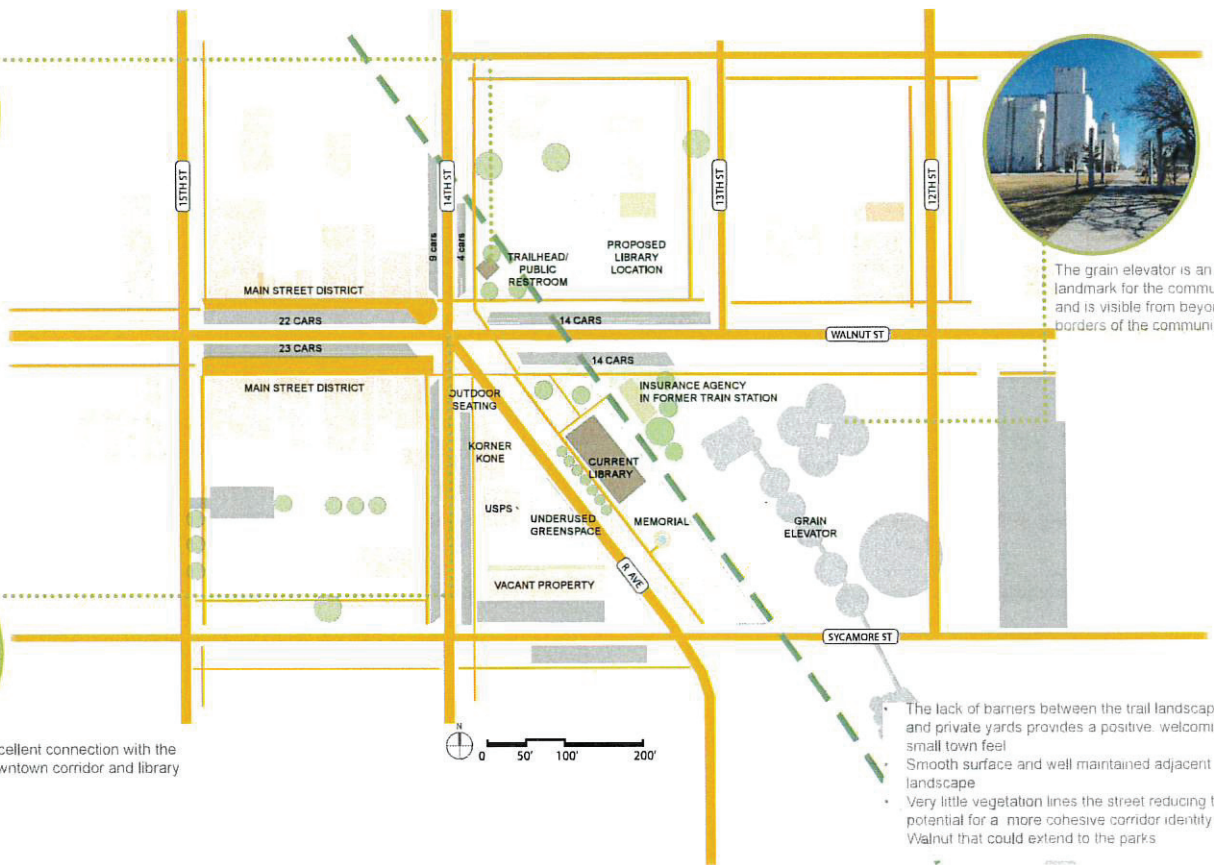 15TH ST
14TH ST
13TH ST
12TH ST
9 cars
4 cars
TRAILHEAD/
PUBLIC
RESTROOM
PROPOSED
LIBRARY
LOCATION
MAIN STREET DISTRICT
22 CARS
14 CARS
WALNUT ST
23 CARS
14 CARS
MAIN STREET DISTRICT
OUTDOOR
SEATING
INSURANCE AGENCY
IN FORMER TRAIN STATION
KORNER
KONE
CURRENT
LIBRARY
USPS
UNDERUSED
GREENSPACE
MEMORIAL
GRAIN
ELEVATOR
R AVE
VACANT PROPERTY
SYCAMORE ST
The grain elevator is an
landmark for the commu
and is visible from beyo
borders of the communi
N
0 50' 100' 200'
cellent connection with the
wntown corridor and library
• The lack of barriers between the trail landscap
and private yards provides a positive, welcomi
small town feel
• Smooth surface and well maintained adjacent
landscape
• Very little vegetation lines the street reducing t
potential for a more cohesive corridor identity
Walnut that could extend to the parks